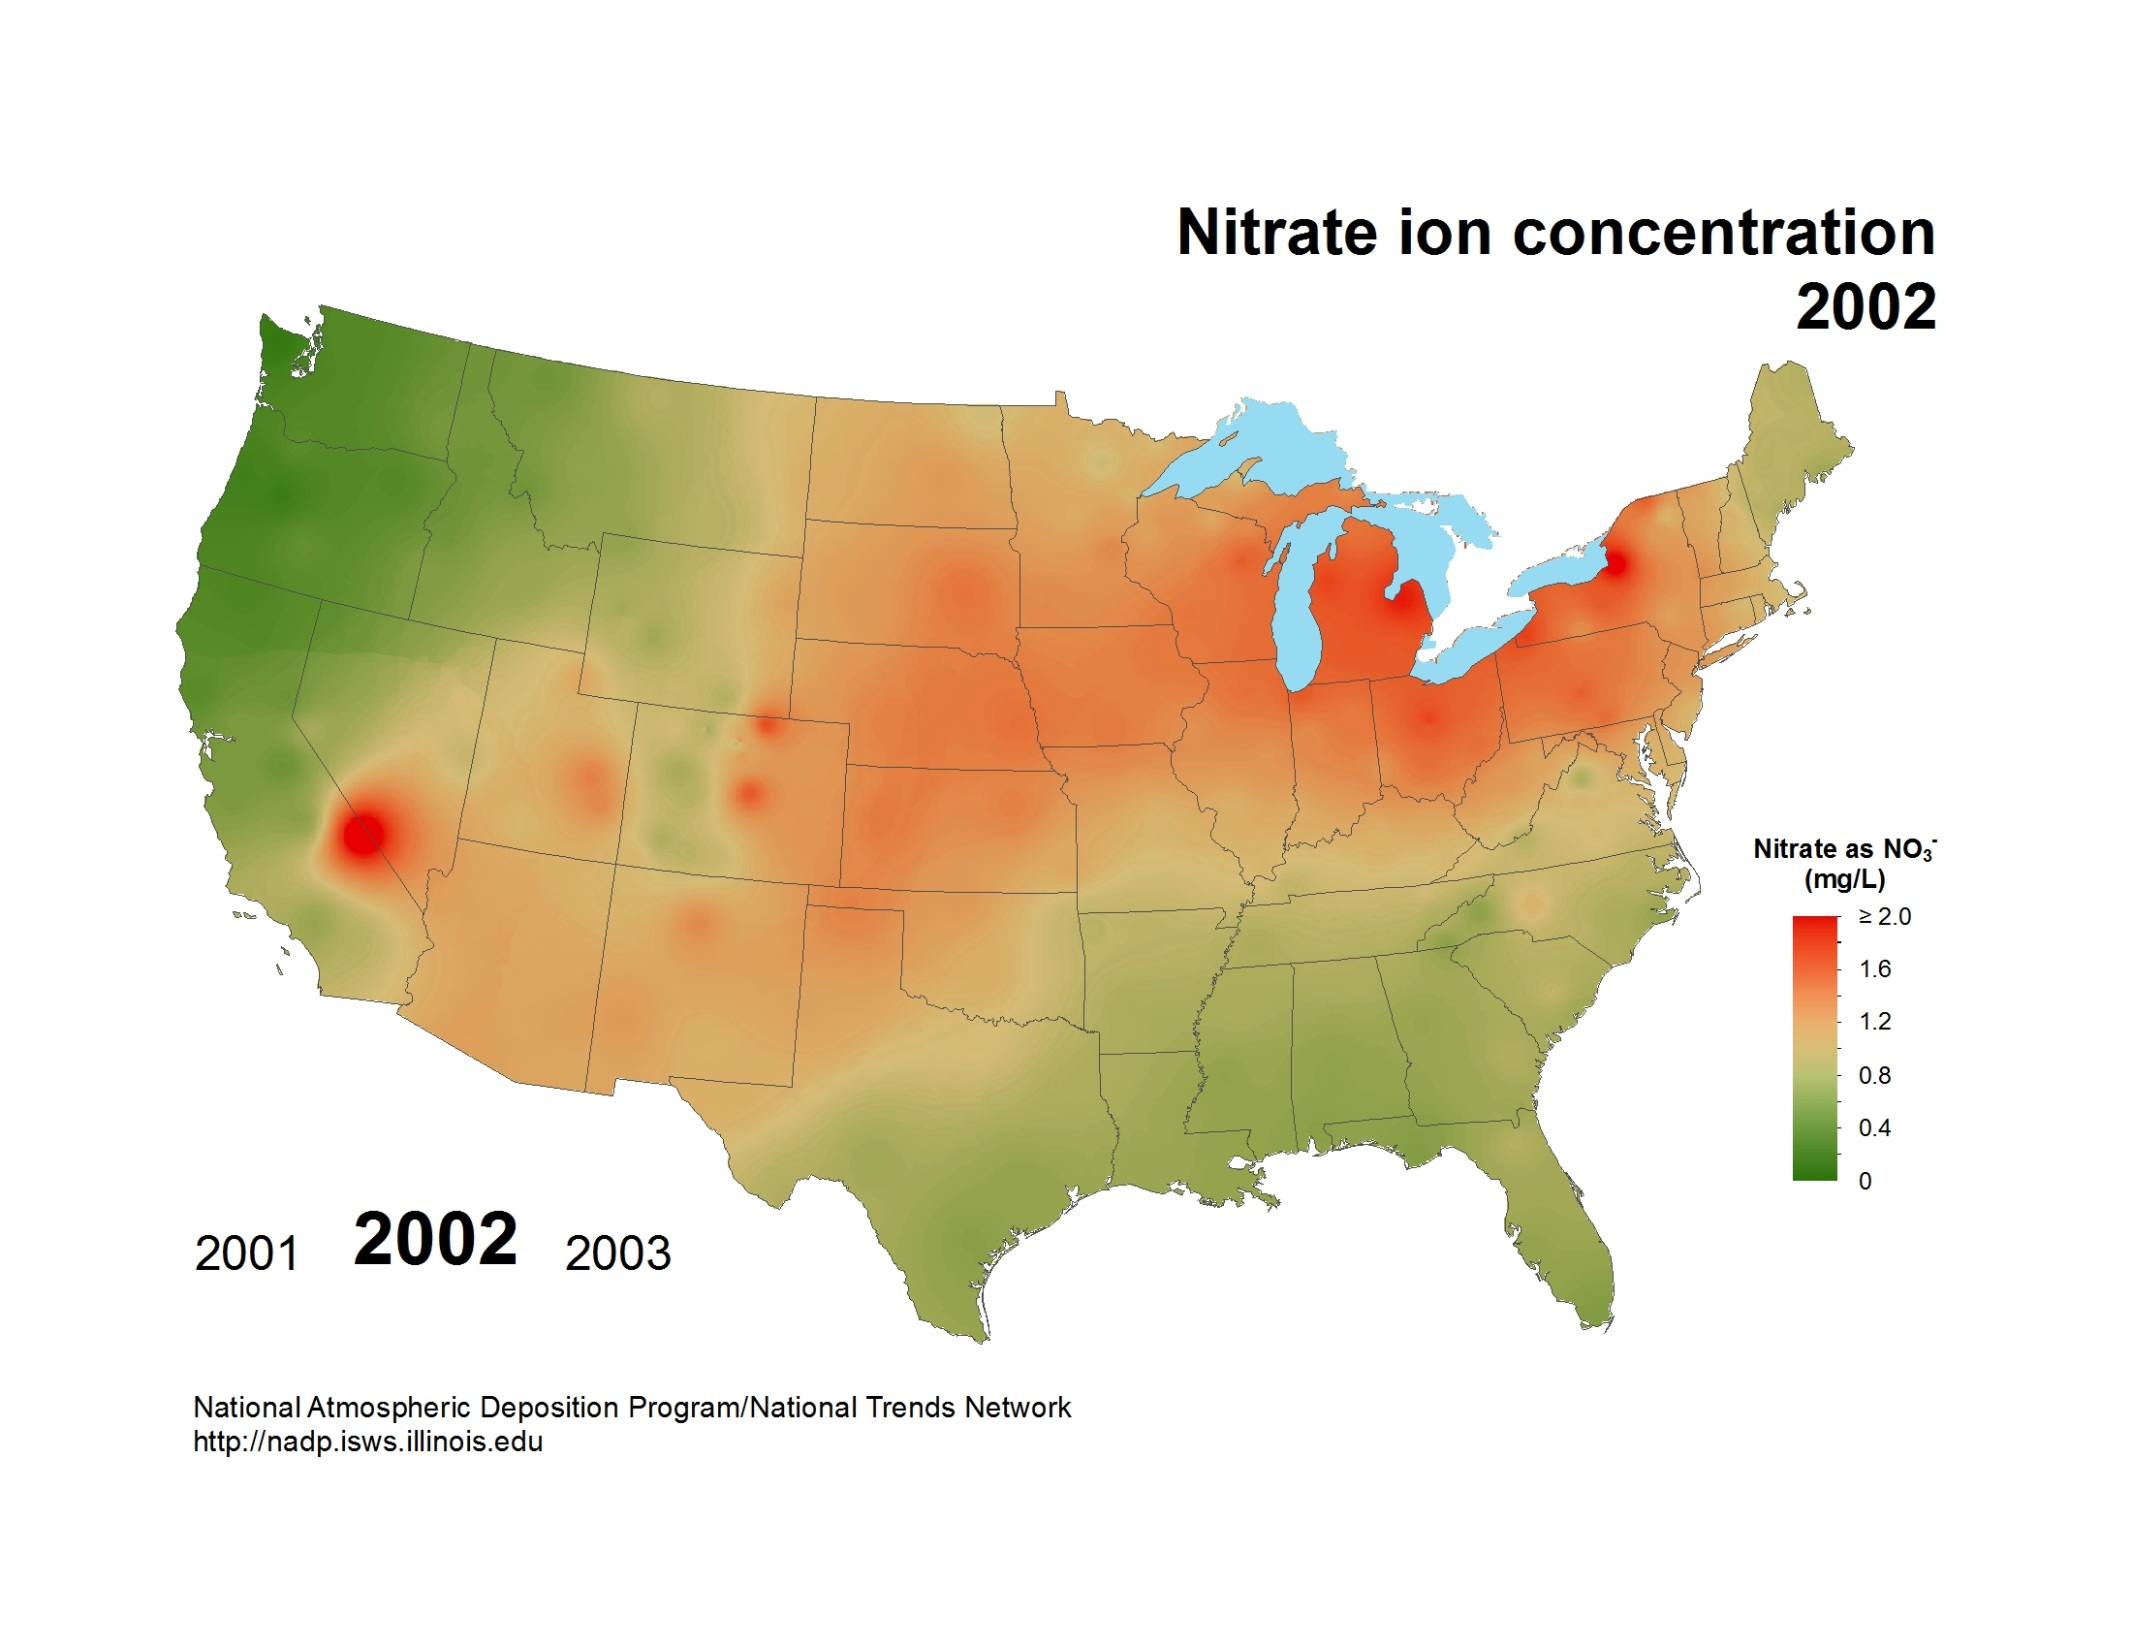 Nitrate ion concentration
2002
Nitrate as NO₃⁻
(mg/L)
≥ 2.0
1.6
1.2
0.8
0.4
0
2001 2002 2003
National Atmospheric Deposition Program/National Trends Network
http://nadp.isws.illinois.edu